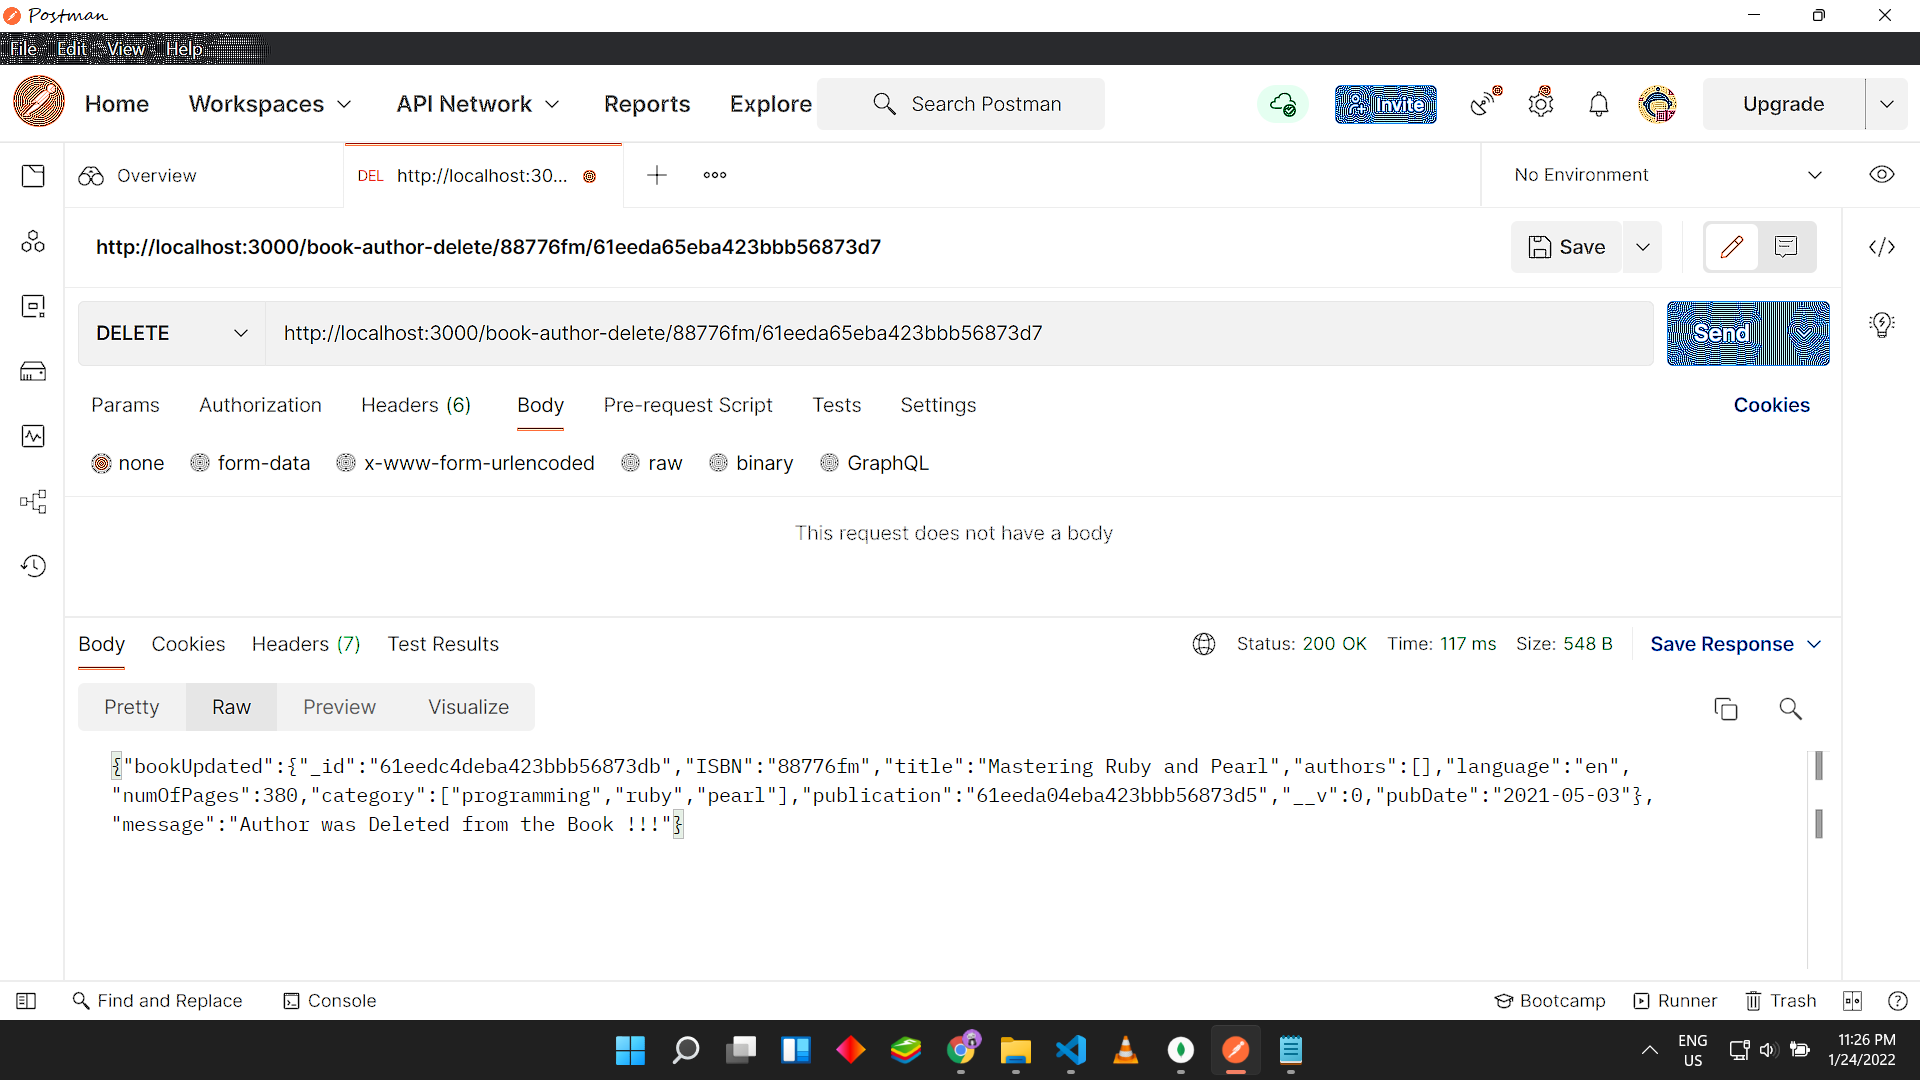 Postman
File Edit View Help
Home Workspaces API Network Reports Explore Search Postman Invite Upgrade
Overview DEL http://localhost:30... No Environment
http://localhost:3000/book-author-delete/88776fm/61eeda65eba423bbb56873d7 Save
DELETE http://localhost:3000/book-author-delete/88776fm/61eeda65eba423bbb56873d7 Send
Params Authorization Headers (6) Body Pre-request Script Tests Settings Cookies
none form-data x-www-form-urlencoded raw binary GraphQL
This request does not have a body
Body Cookies Headers (7) Test Results Status: 200 OK Time: 117 ms Size: 548 B Save Response
Pretty Raw Preview Visualize
{"bookUpdated":{"_id":"61eedc4deba423bbb56873db","ISBN":"88776fm","title":"Mastering Ruby and Pearl","authors":[],"language":"en",
"numOfPages":380,"category":["programming","ruby","pearl"],"publication":"61eeda04eba423bbb56873d5","__v":0,"pubDate":"2021-05-03"},
"message":"Author was Deleted from the Book !!!"}
Find and Replace Console Bootcamp Runner Trash
ENG 11:26 PM
US 1/24/2022